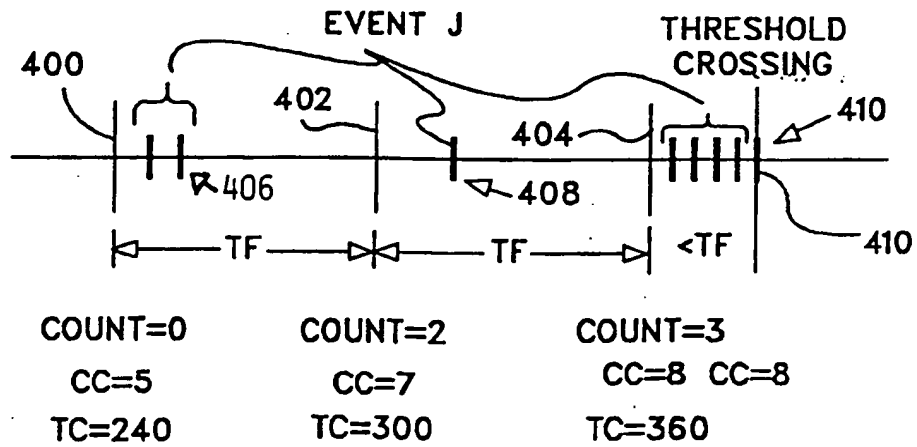 EVENT J
THRESHOLD
CROSSING
400
402
404
410
406
408
410
TF
TF
<TF
COUNT=0
COUNT=2
COUNT=3
CC=5
CC=7
CC=8 CC=8
TC=240
TC=300
TC=360